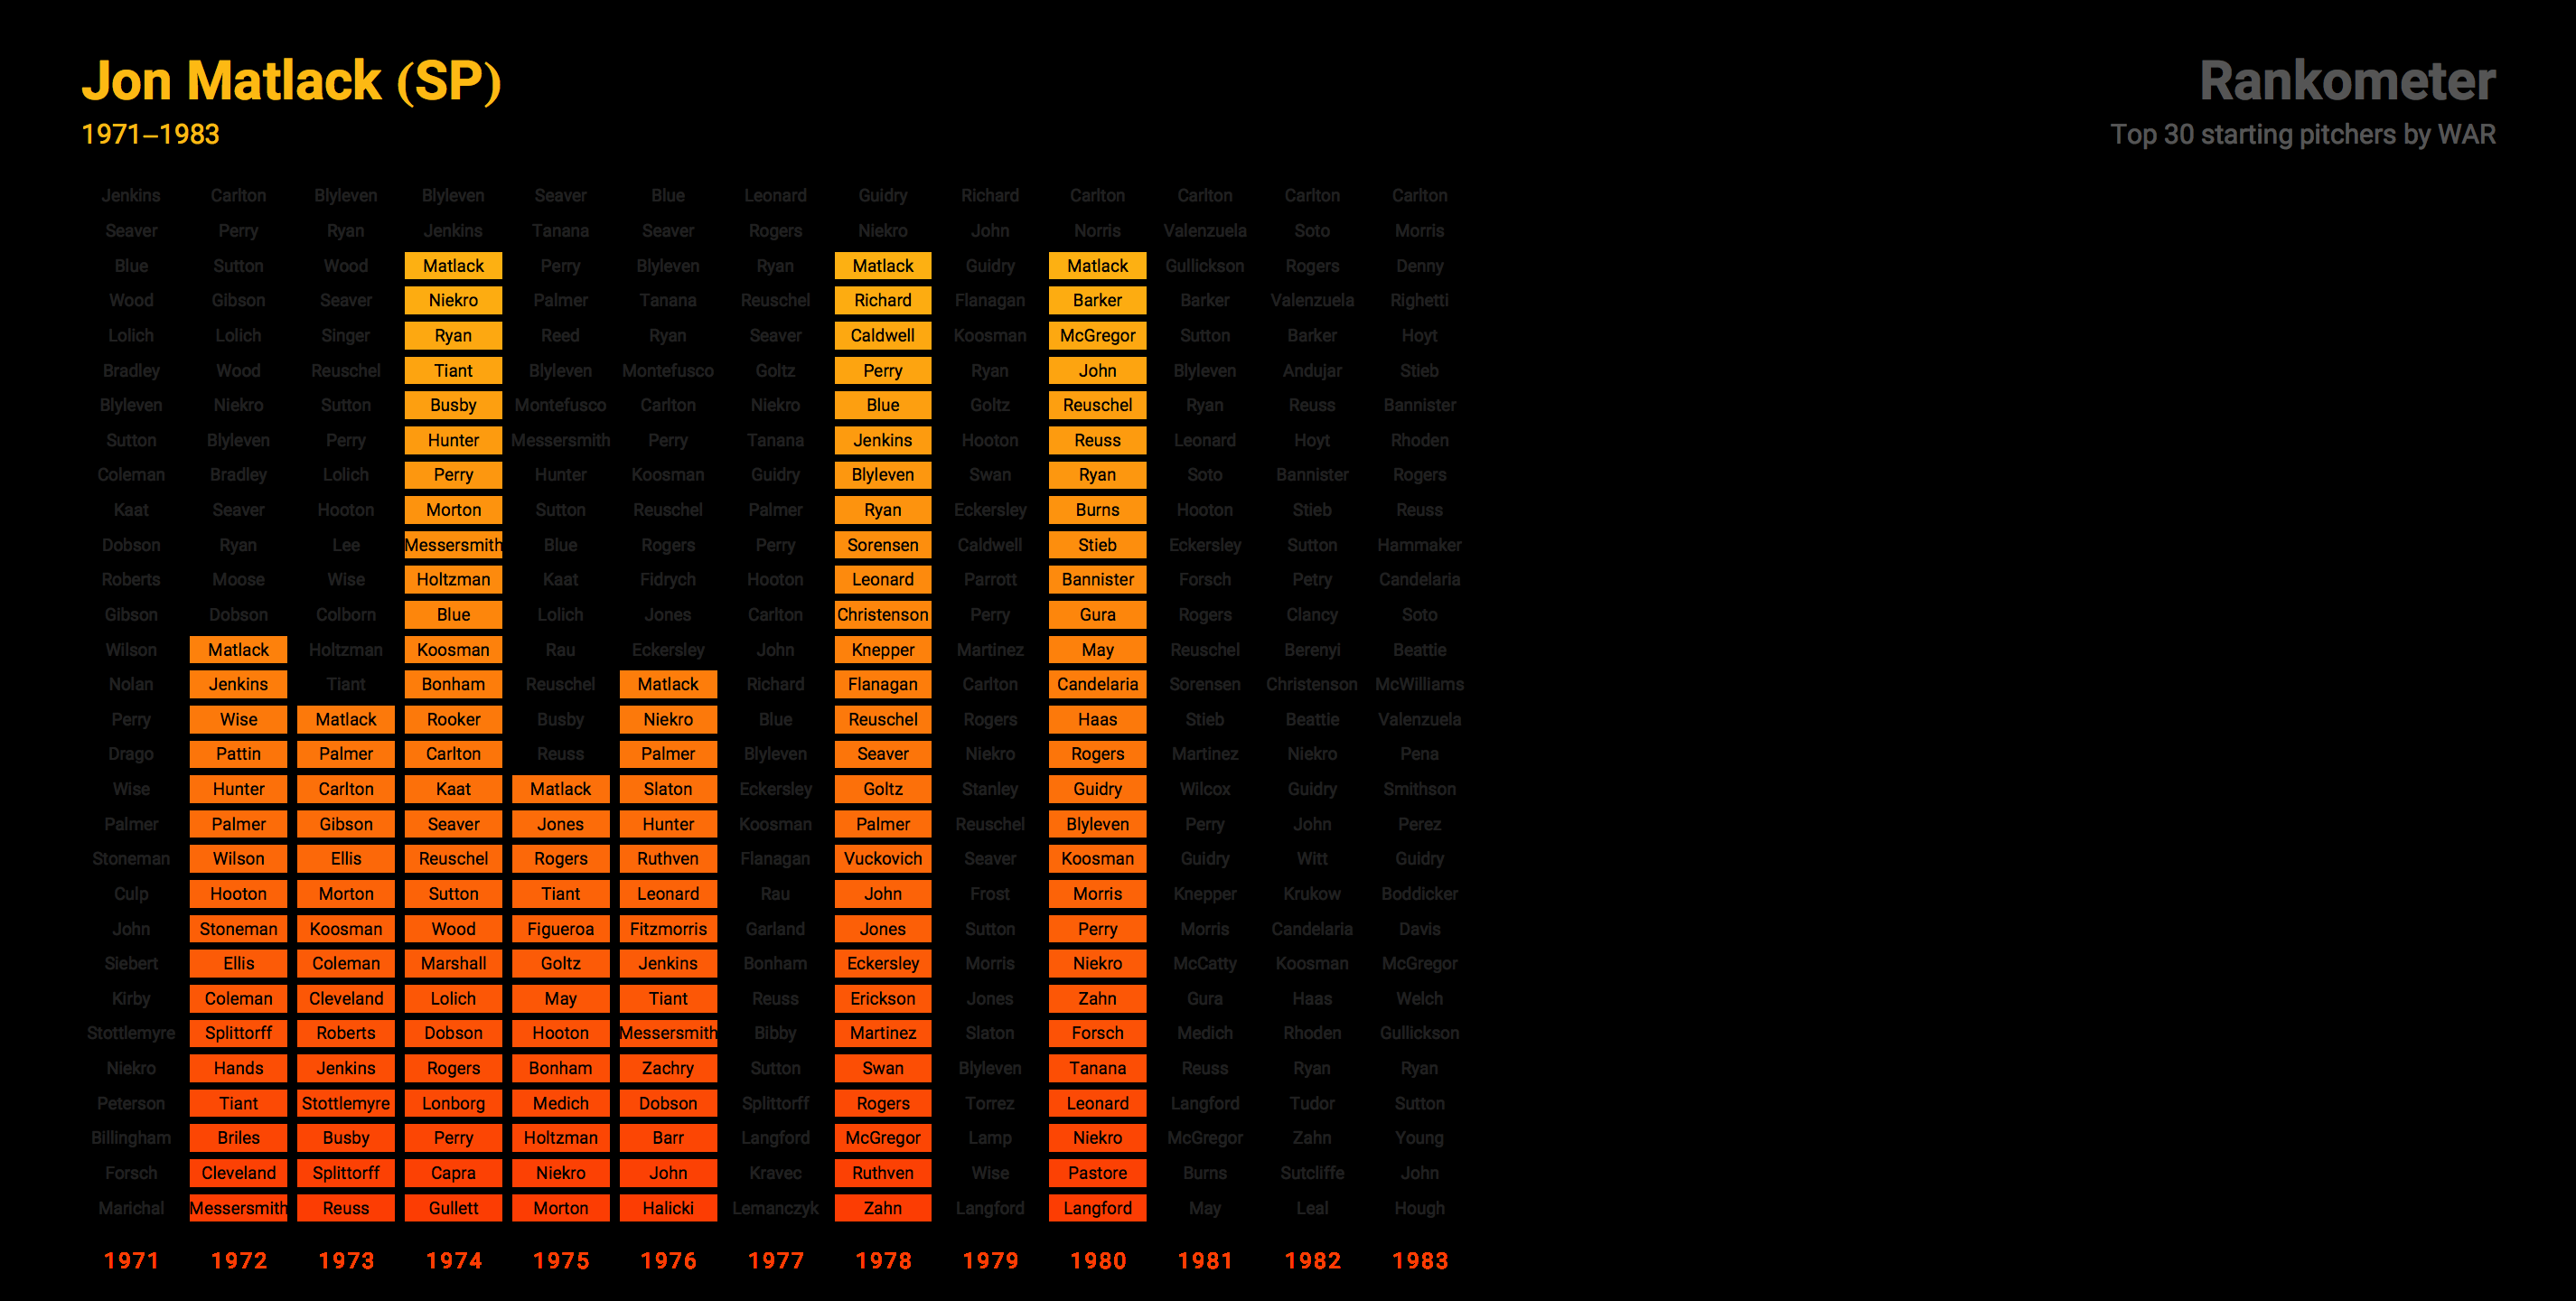 Jon Matlack (SP)
1971–1983
Rankometer
Top 30 starting pitchers by WAR
Jenkins Carlton Blyleven Blyleven Seaver Blue Leonard Guidry Richard Carlton Carlton Carlton Carlton
Seaver Perry Ryan Jenkins Tanana Seaver Rogers Niekro John Norris Valenzuela Soto Morris
Blue Sutton Wood Matlack Perry Blyleven Ryan Matlack Guidry Matlack Gullickson Rogers Denny
Wood Gibson Seaver Niekro Palmer Tanana Reuschel Richard Flanagan Barker Barker Valenzuela Righetti
Lolich Lolich Singer Ryan Reed Ryan Seaver Caldwell Koosman McGregor Sutton Barker Hoyt
Bradley Wood Reuschel Tiant Blyleven Montefusco Goltz Perry Ryan John Blyleven Andujar Stieb
Blyleven Niekro Sutton Busby Montefusco Carlton Niekro Blue Goltz Reuschel Ryan Reuss Bannister
Sutton Blyleven Perry Hunter Messersmith Perry Tanana Jenkins Hooton Reuss Leonard Hoyt Rhoden
Coleman Bradley Lolich Perry Hunter Koosman Guidry Blyleven Swan Ryan Soto Bannister Rogers
Kaat Seaver Hooton Morton Sutton Reuschel Palmer Ryan Eckersley Burns Hooton Stieb Reuss
Dobson Ryan Lee Messersmith Blue Rogers Perry Sorensen Caldwell Stieb Eckersley Sutton Hammaker
Roberts Moose Wise Holtzman Kaat Fidrych Hooton Leonard Parrott Bannister Forsch Petry Candelaria
Gibson Dobson Colborn Blue Lolich Jones Carlton Christenson Perry Gura Rogers Clancy Soto
Wilson Matlack Holtzman Koosman Rau Eckersley John Knepper Martinez May Reuschel Berenyi Beattie
Nolan Jenkins Tiant Bonham Reuschel Matlack Richard Flanagan Carlton Candelaria Sorensen Christenson McWilliams
Perry Wise Matlack Rooker Busby Niekro Blue Reuschel Rogers Haas Stieb Beattie Valenzuela
Drago Pattin Palmer Carlton Reuss Palmer Blyleven Seaver Niekro Rogers Martinez Niekro Pena
Wise Hunter Carlton Kaat Matlack Slaton Eckersley Goltz Stanley Guidry Wilcox Guidry Smithson
Palmer Palmer Gibson Seaver Jones Hunter Koosman Palmer Reuschel Blyleven Perry John Perez
Stoneman Wilson Ellis Reuschel Rogers Ruthven Flanagan Vuckovich Seaver Koosman Guidry Witt Guidry
Culp Hooton Morton Sutton Tiant Leonard Rau John Frost Morris Knepper Krukow Boddicker
John Stoneman Koosman Wood Figueroa Fitzmorris Garland Jones Sutton Perry Morris Candelaria Davis
Siebert Ellis Coleman Marshall Goltz Jenkins Bonham Eckersley Morris Niekro McCatty Koosman McGregor
Kirby Coleman Cleveland Lolich May Tiant Reuss Erickson Jones Zahn Gura Haas Welch
Stottlemyre Splittorff Roberts Dobson Hooton Messersmith Bibby Martinez Slaton Forsch Medich Rhoden Gullickson
Niekro Hands Jenkins Rogers Bonham Zachry Sutton Swan Blyleven Tanana Reuss Ryan Ryan
Peterson Tiant Stottlemyre Lonborg Medich Dobson Splittorff Rogers Torrez Leonard Langford Tudor Sutton
Billingham Briles Busby Perry Holtzman Barr Langford McGregor Lamp Niekro McGregor Zahn Young
Forsch Cleveland Splittorff Capra Niekro John Kravec Ruthven Wise Pastore Burns Sutcliffe John
Marichal Messersmith Reuss Gullett Morton Halicki Lemanczyk Zahn Langford Langford May Leal Hough
1971 1972 1973 1974 1975 1976 1977 1978 1979 1980 1981 1982 1983